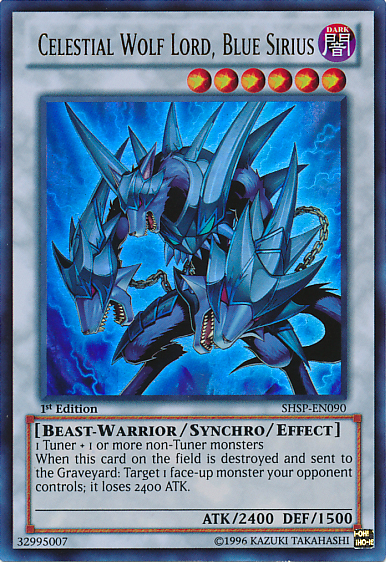 CELESTIAL WOLF LORD, BLUE SIRIUS
DARK
闇
1st Edition
SHSP-EN090
[BEAST-WARRIOR/SYNCHRO/EFFECT]
1 Tuner + 1 or more non-Tuner monsters
When this card on the field is destroyed and sent
to the Graveyard: Target 1 face-up monster your opponent
controls; it loses 2400 ATK.
ATK/2400 DEF/1500
32995007
©1996 KAZUKI TAKAHASHI